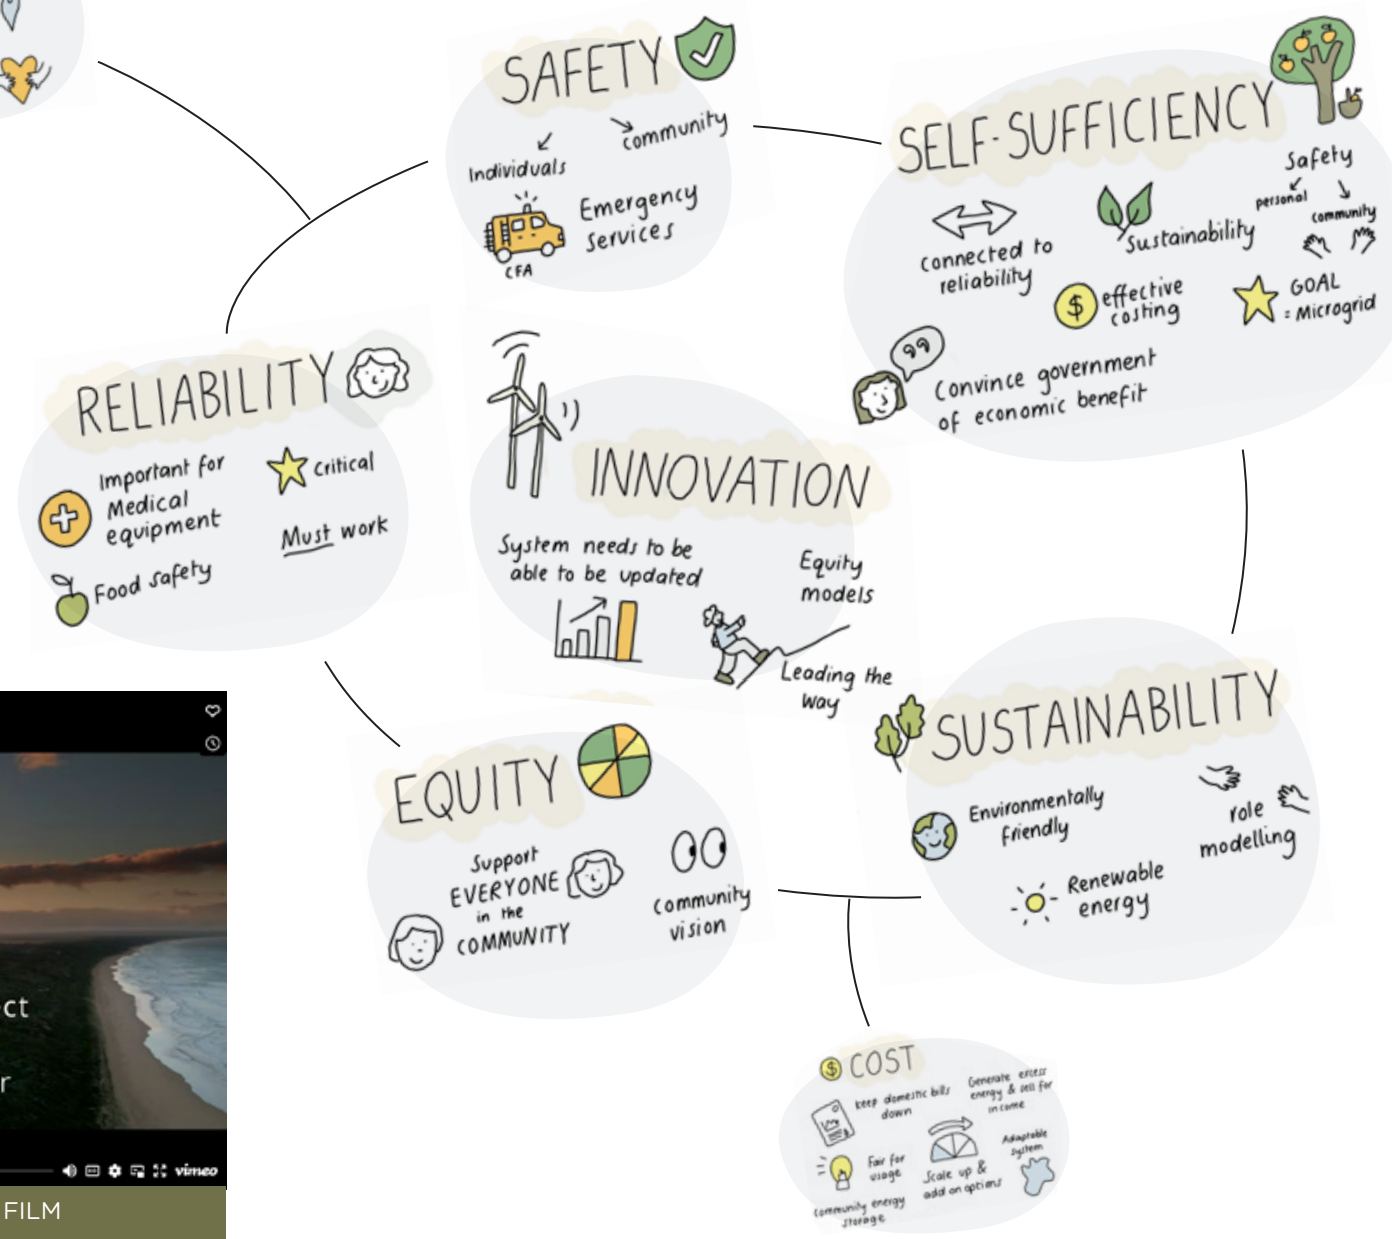 SAFETY
Individuals
community
CFA
Emergency
services
SELF-SUFFICIENCY
connected to
reliability
Sustainability
Safety
personal
community
$ effective
costing
GOAL
= Microgrid
Convince government
of economic benefit
RELIABILITY
Important for
Medical
equipment
Critical
Must work
Food safety
INNOVATION
System needs to be
able to be updated
Equity
models
Leading the
way
EQUITY
Support
EVERYONE
in the
COMMUNITY
community
vision
SUSTAINABILITY
Environmentally
friendly
role
modelling
Renewable
energy
$ COST
keep domestic bills
down
Generate excess
energy & sell for
income
Fair for
usage
Scale up &
add on options
Adaptable
system
Community energy
storage
ct
r
vimeo
FILM